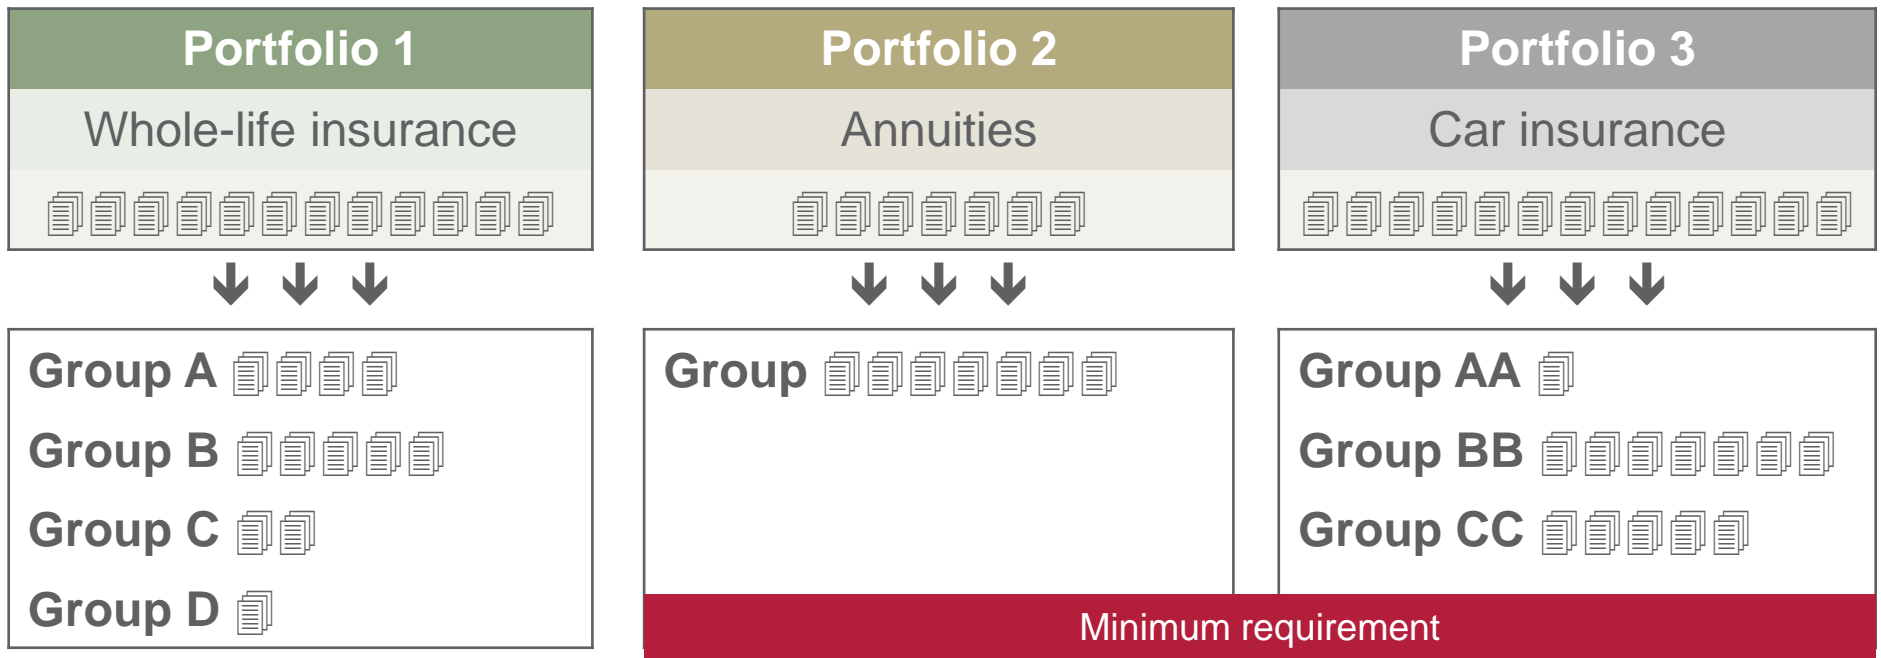 Portfolio 1
Whole-life insurance
Group A
Group B
Group C
Group D
Portfolio 2
Annuities
Group
Portfolio 3
Car insurance
Group AA
Group BB
Group CC
Minimum requirement